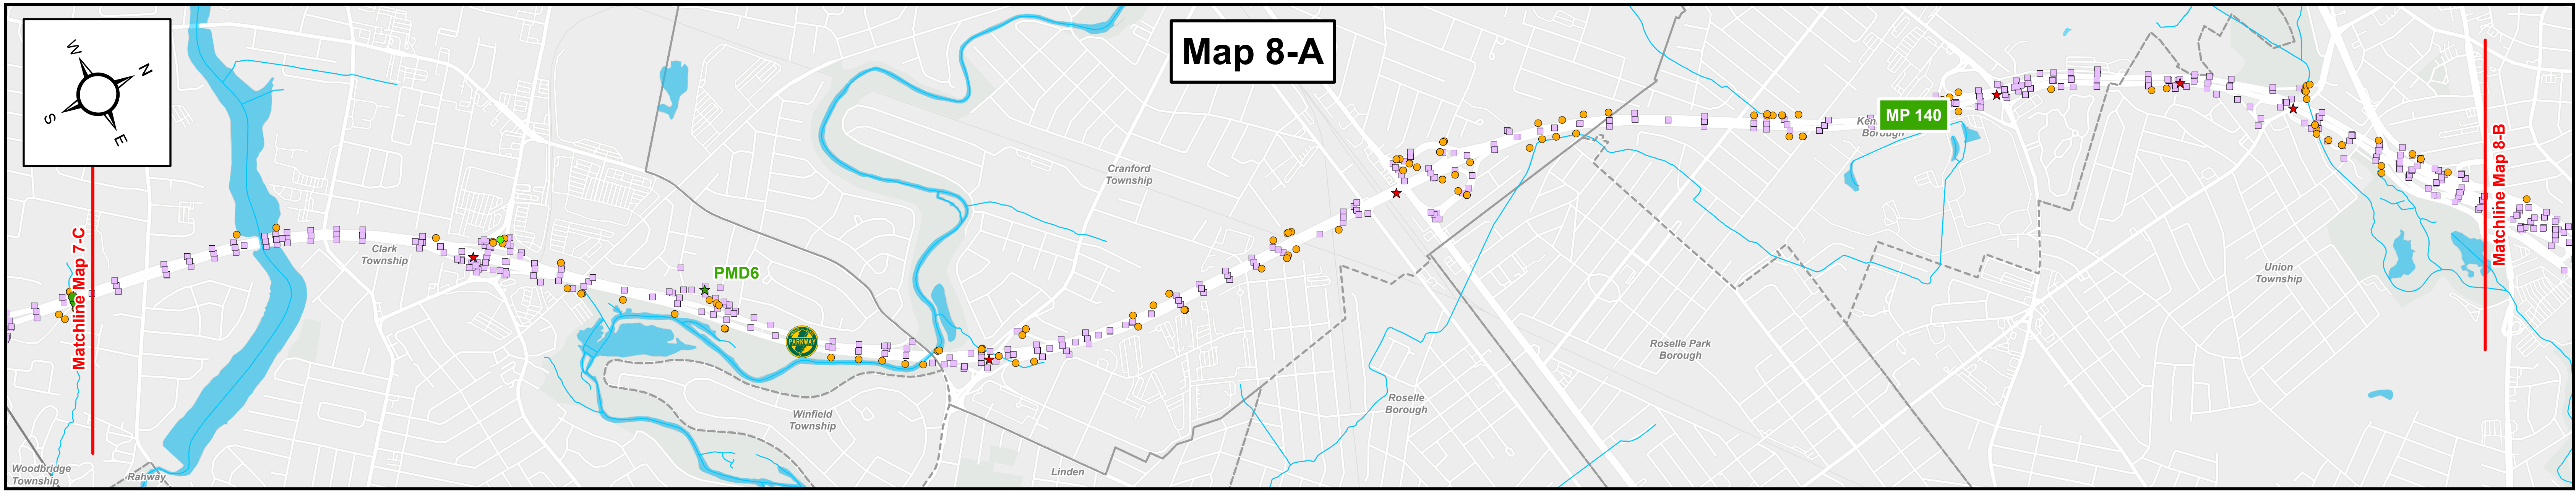 Map 8-A
W
N
S
E
Matchline Map 7-C
Clark
Township
PMD6
PARKWAY
Winfield
Township
Cranford
Township
Linden
Roselle
Borough
Roselle Park
Borough
MP 140
Borough
Union
Township
Matchline Map 8-B
Woodbridge
Township
Rahway